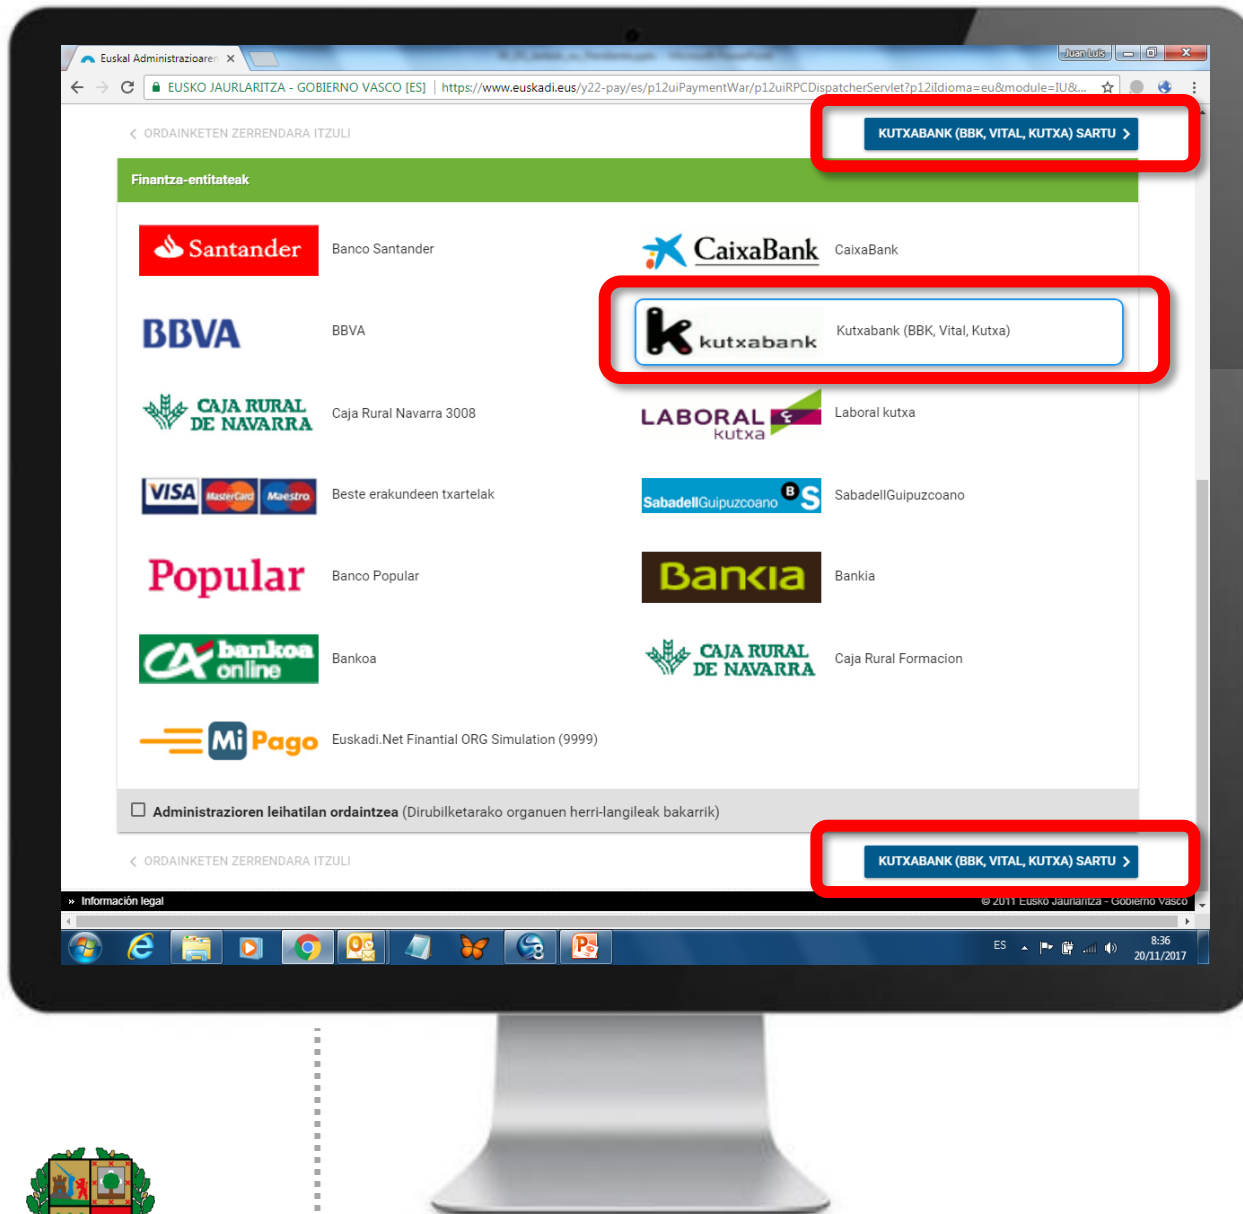 Euskal Administrazioaren
Juan Luis
EUSKO JAURLARITZA - GOBIERNO VASCO [ES] | https://www.euskadi.eus/y22-pay/es/p12uiPaymentWar/p12uiRPCDispatcherServlet?p12iIdioma=eu&module=IU&...
ORDAINKETEN ZERRENDARA ITZULI
KUTXABANK (BBK, VITAL, KUTXA) SARTU
Finantza-entitateak
Santander Banco Santander
CaixaBank CaixaBank
BBVA BBVA
kutxabank Kutxabank (BBK, Vital, Kutxa)
CAJA RURAL
DE NAVARRA
Caja Rural Navarra 3008
LABORAL
kutxa
Laboral kutxa
VISA MasterCard Maestro Beste erakundeen txartelak
SabadellGuipuzcoano BS SabadellGuipuzcoano
Popular Banco Popular
Bankia Bankia
CA bankoa
online
Bankoa
CAJA RURAL
DE NAVARRA
Caja Rural Formacion
Mi Pago Euskadi.Net Finantial ORG Simulation (9999)
Administrazioren leihatilan ordaintzea (Dirubilketarako organuen herri-langileak bakarrik)
ORDAINKETEN ZERRENDARA ITZULI
KUTXABANK (BBK, VITAL, KUTXA) SARTU
» Información legal
© 2011 Eusko Jaurlaritza - Gobierno Vasco
ES
8:36
20/11/2017